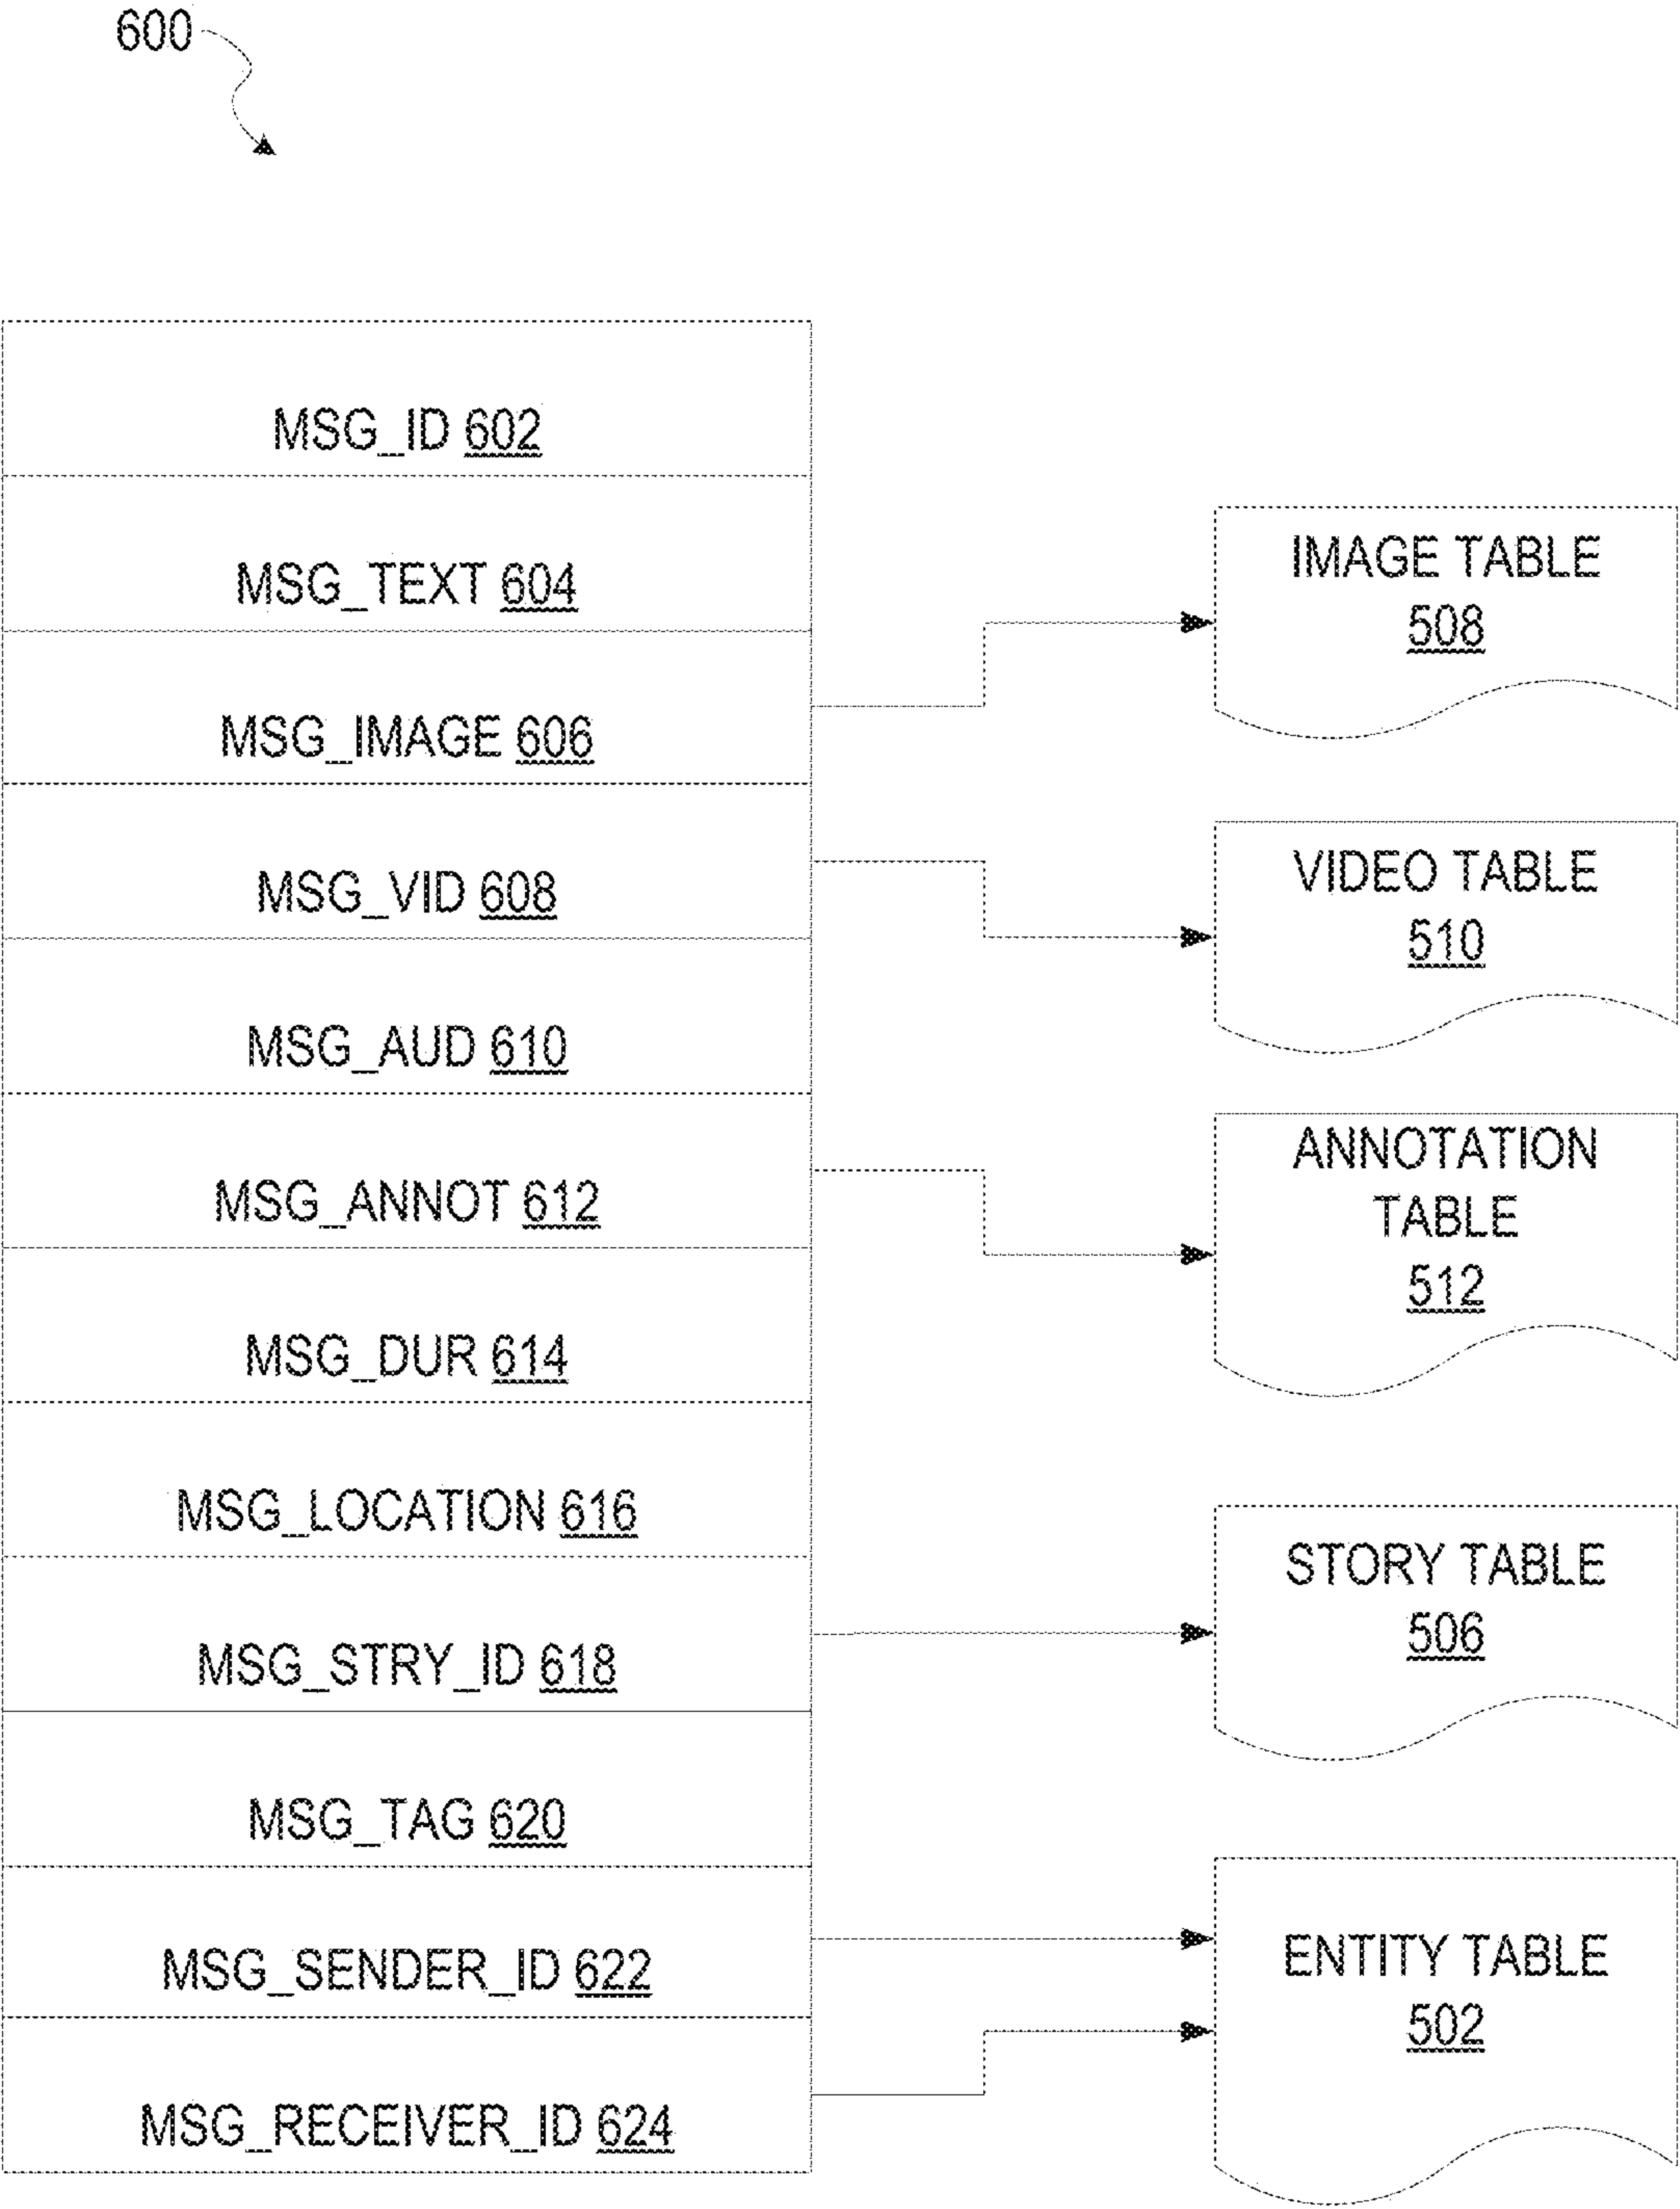 600
MSG_ID 602
MSG_TEXT 604
MSG_IMAGE 606
MSG_VID 608
MSG_AUD 610
MSG_ANNOT 612
MSG_DUR 614
MSG_LOCATION 616
MSG_STRY_ID 618
MSG_TAG 620
MSG_SENDER_ID 622
MSG_RECEIVER_ID 624
IMAGE TABLE
508
VIDEO TABLE
510
ANNOTATION
TABLE
512
STORY TABLE
506
ENTITY TABLE
502